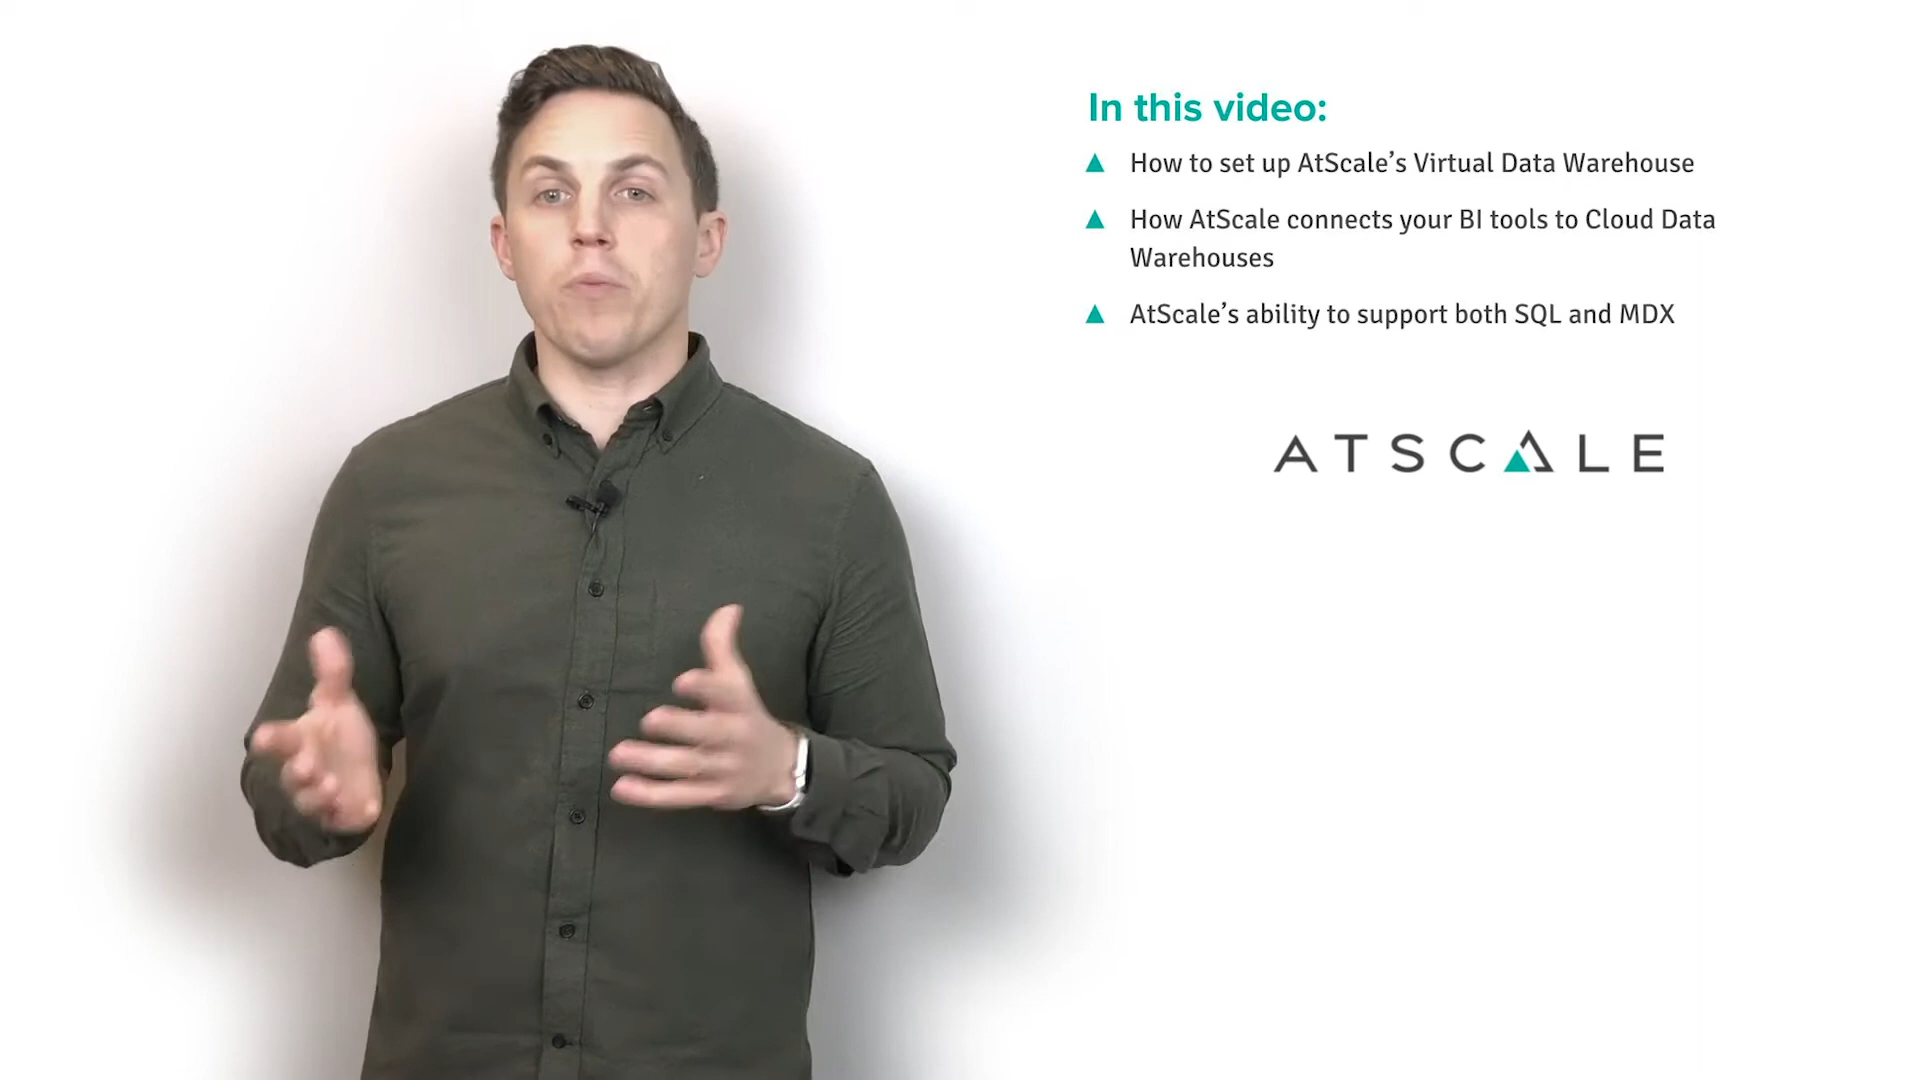 In this video:
How to set up AtScale’s Virtual Data Warehouse
How AtScale connects your BI tools to Cloud Data
Warehouses
AtScale’s ability to support both SQL and MDX
ATSCALE